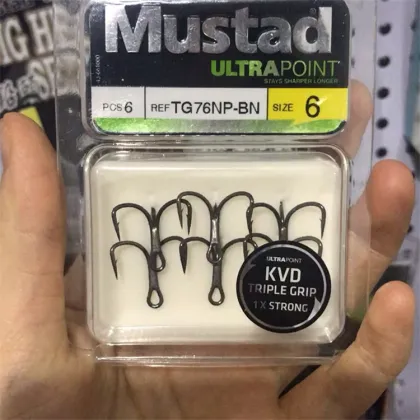 Mustad
ULTRAPOINT
STAYS SHARPER LONGER
PCS 6 REF TG76NP-BN SIZE 6
ULTRAPOINT
KVD
TRIPLE GRIP
1X STRONG